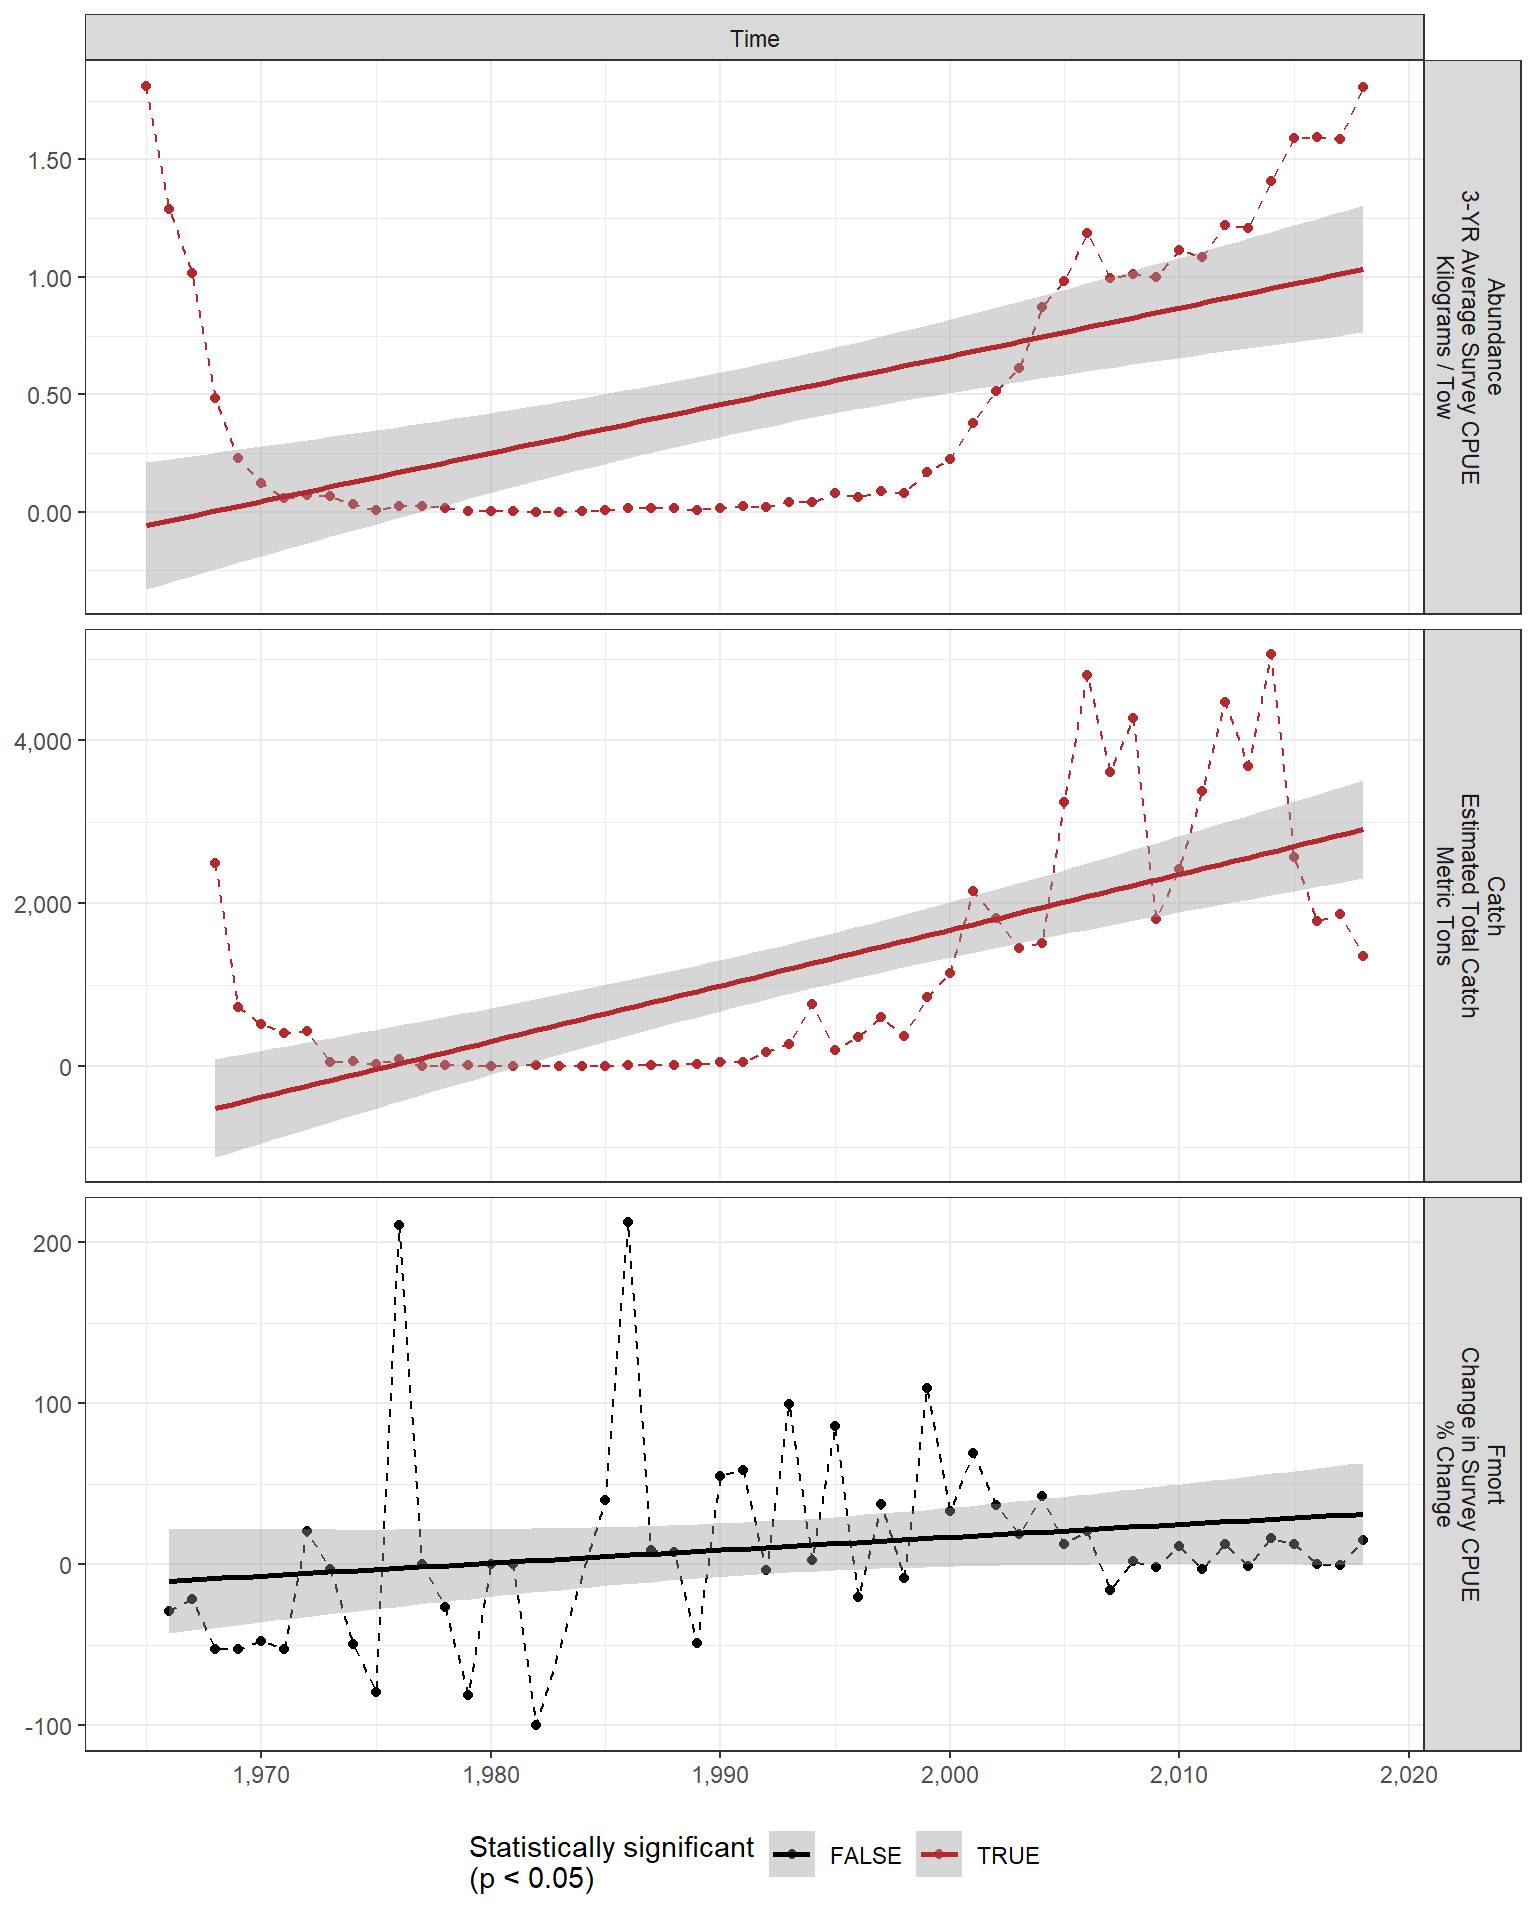 Time
1.50
1.00
0.50
0.00
Abundance
3-YR Average Survey CPUE
Kilograms / Tow
4,000
2,000
0
Catch
Estimated Total Catch
Metric Tons
200
100
0
-100
Fmort
Change in Survey CPUE
% Change
1,970
1,980
1,990
2,000
2,010
2,020
Statistically significant
(p < 0.05)
FALSE
TRUE